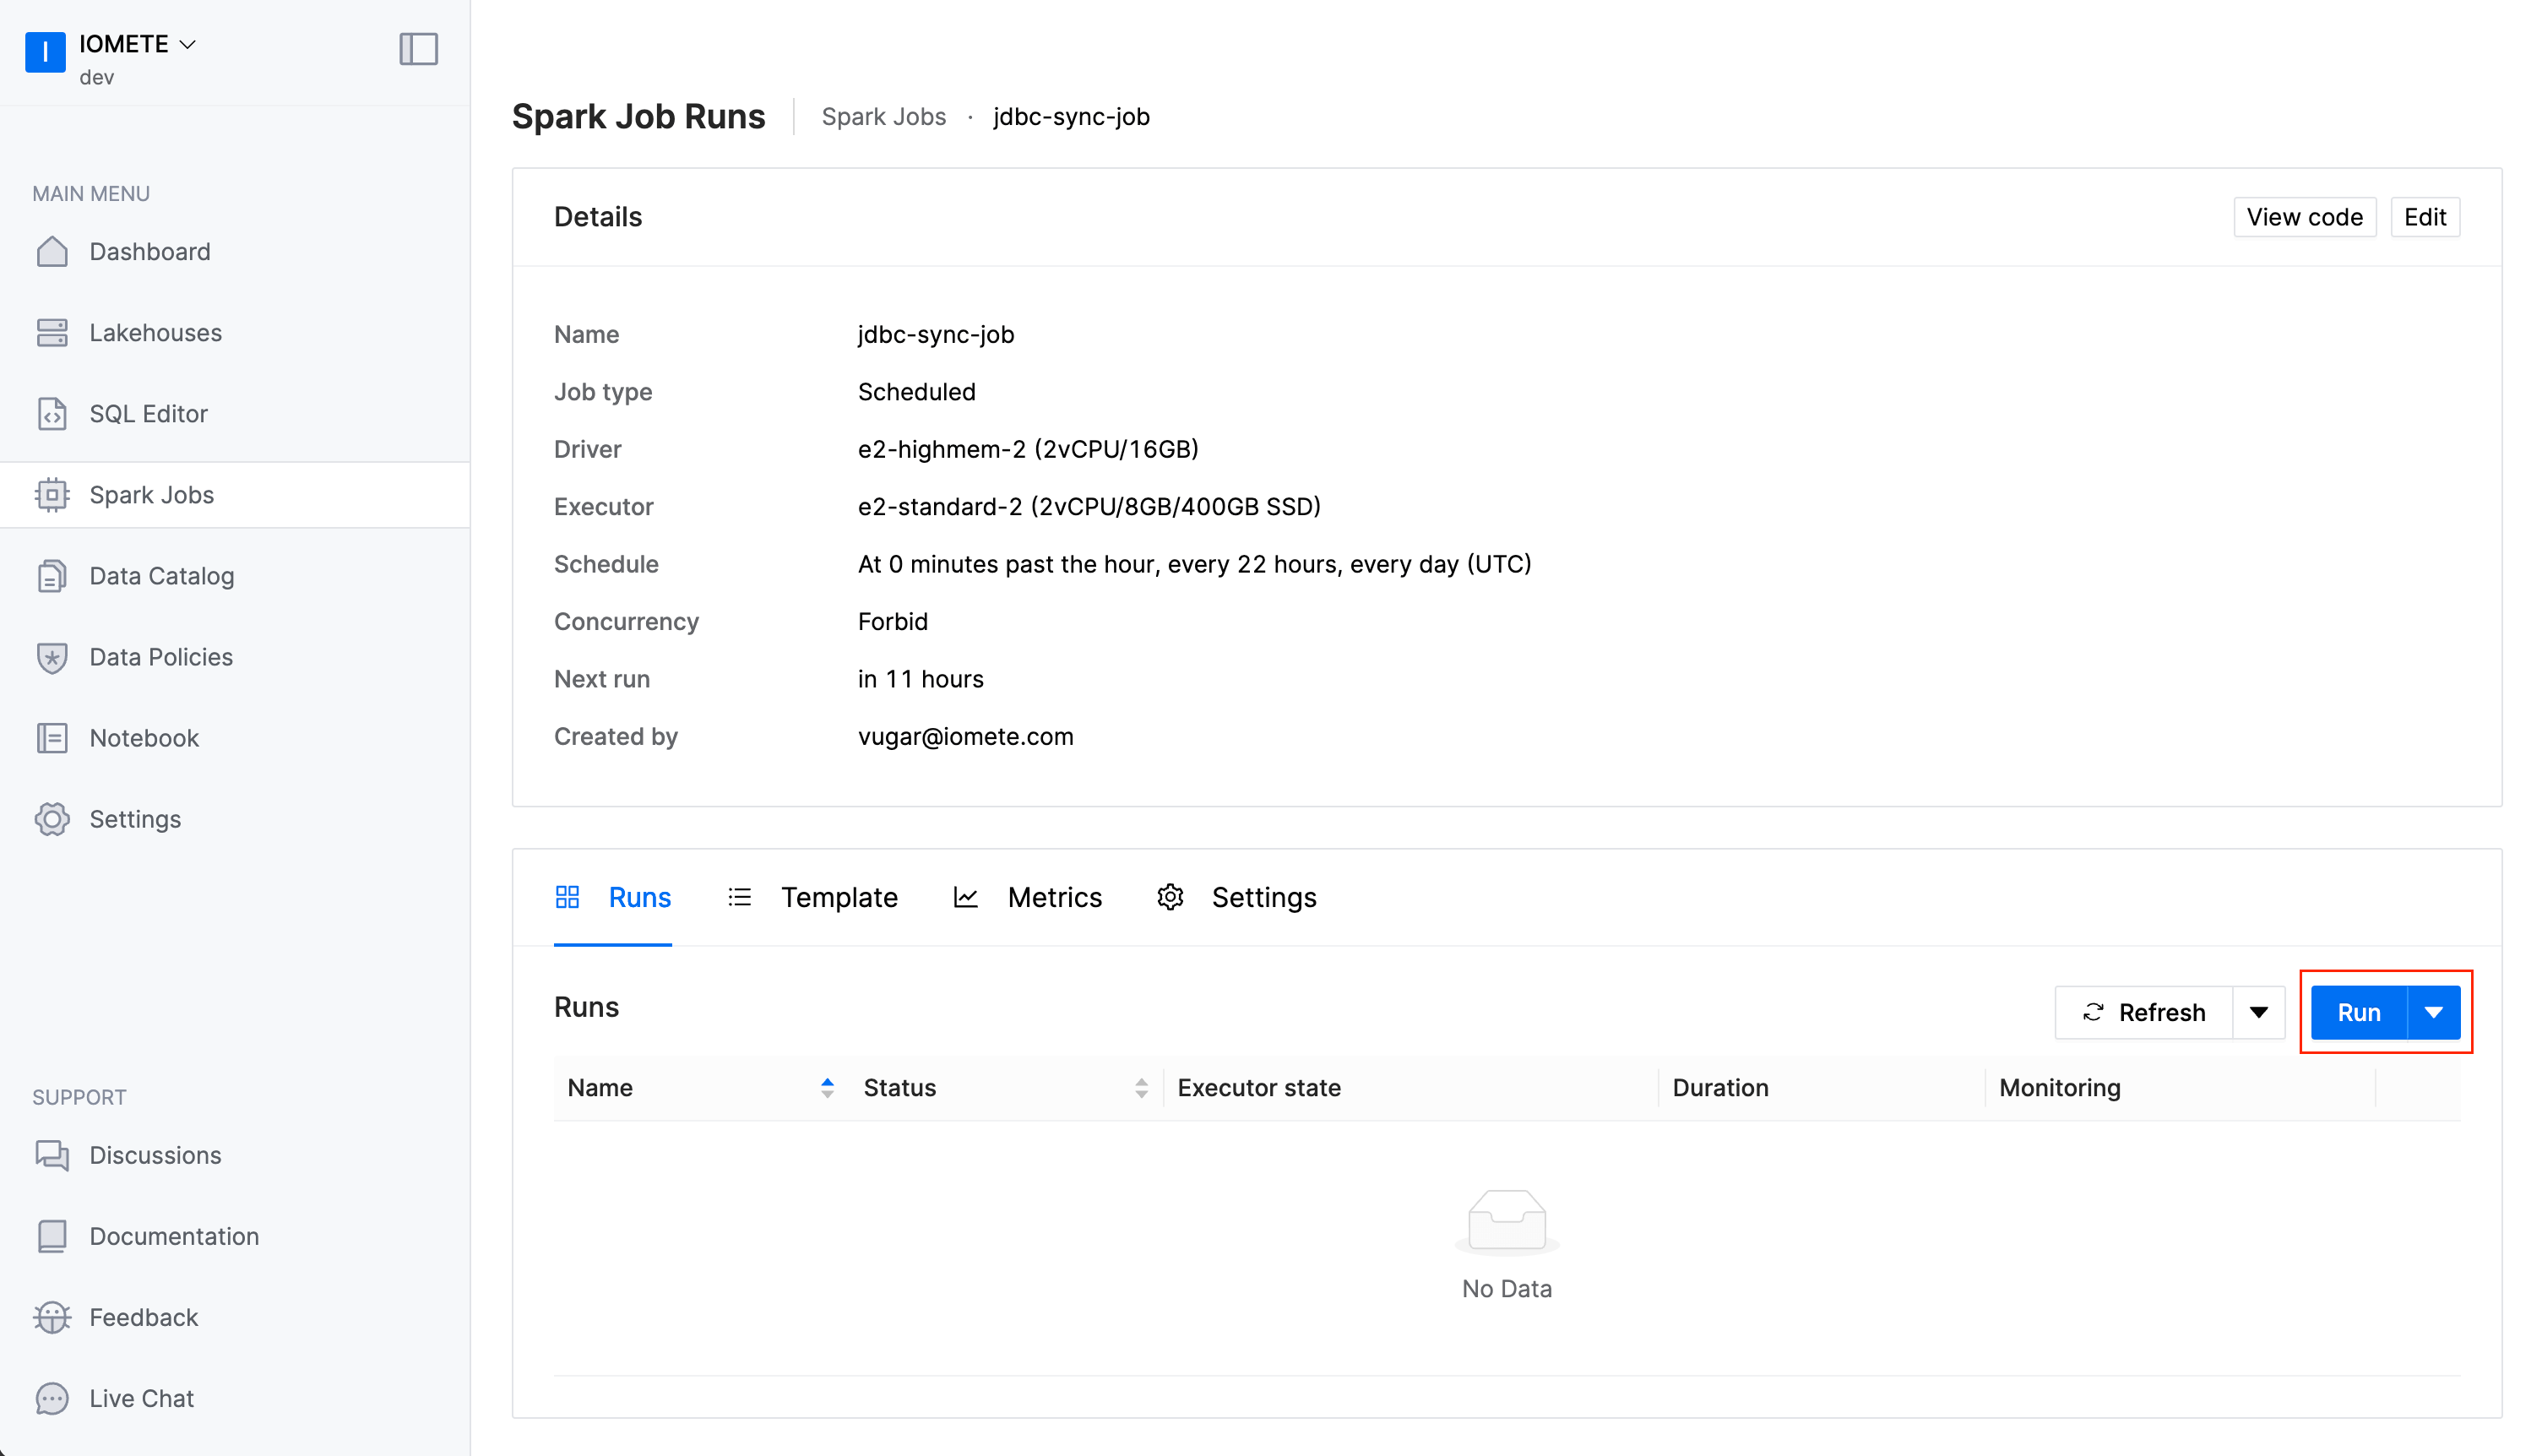 I
IOMETE
dev
MAIN MENU
Dashboard
Lakehouses
SQL Editor
Spark Jobs
Data Catalog
Data Policies
Notebook
Settings
SUPPORT
Discussions
Documentation
Feedback
Live Chat
Spark Job Runs Spark Jobs · jdbc-sync-job
Details View code Edit
Name jdbc-sync-job
Job type Scheduled
Driver e2-highmem-2 (2vCPU/16GB)
Executor e2-standard-2 (2vCPU/8GB/400GB SSD)
Schedule At 0 minutes past the hour, every 22 hours, every day (UTC)
Concurrency Forbid
Next run in 11 hours
Created by vugar@iomete.com
Runs Template Metrics Settings
Runs Refresh Run
Name Status Executor state Duration Monitoring
No Data